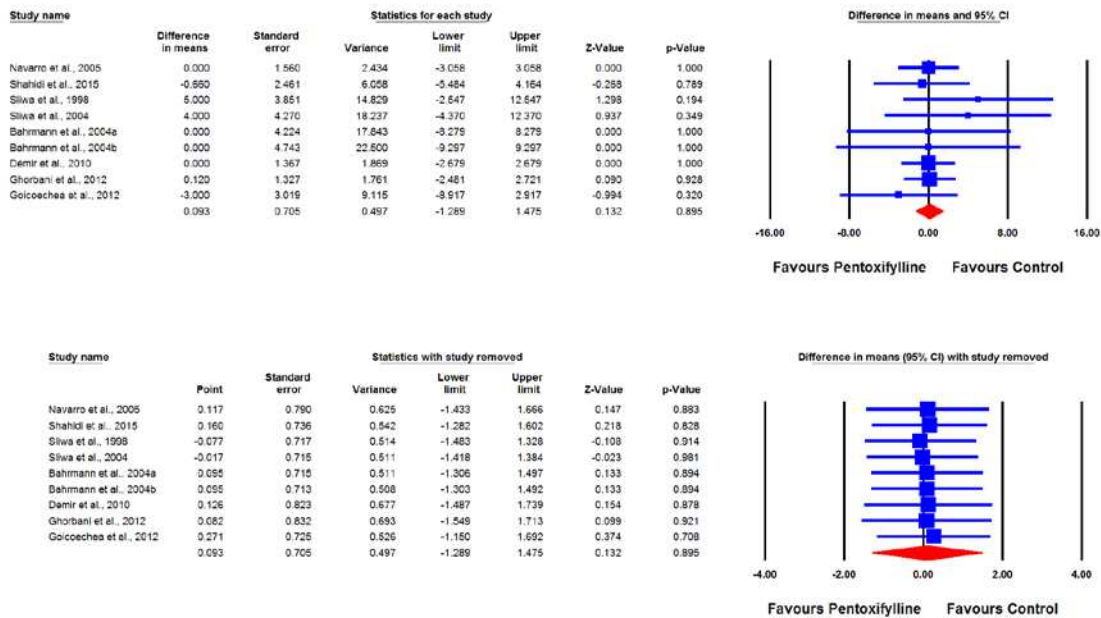 Study name Statistics for each study Difference in means and 95% CI
Difference in means Standard error Variance Lower limit Upper limit Z-Value p-Value
Navarro et al., 2005 0.000 1.560 2.434 -3.058 3.058 0.000 1.000
Shahidi et al., 2015 -0.660 2.461 6.058 -5.484 4.164 -0.268 0.789
Sliwa et al., 1998 5.000 3.851 14.829 -2.547 12.547 1.298 0.194
Sliwa et al., 2004 4.000 4.270 18.237 -4.370 12.370 0.937 0.349
Bahrmann et al., 2004a 0.000 4.224 17.843 -8.279 8.279 0.000 1.000
Bahrmann et al., 2004b 0.000 4.743 22.500 -9.297 9.297 0.000 1.000
Demir et al., 2010 0.000 1.367 1.869 -2.679 2.679 0.000 1.000
Ghorbani et al., 2012 0.120 1.327 1.761 -2.481 2.721 0.090 0.928
Goicoechea et al., 2012 -3.000 3.019 9.115 -8.917 2.917 -0.994 0.320
0.093 0.705 0.497 -1.289 1.475 0.132 0.895
-16.00 -8.00 0.00 8.00 16.00
Favours Pentoxifylline Favours Control
Study name Statistics with study removed Difference in means (95% CI) with study removed
Point Standard error Variance Lower limit Upper limit Z-Value p-Value
Navarro et al., 2005 0.117 0.790 0.625 -1.433 1.666 0.147 0.883
Shahidi et al., 2015 0.160 0.736 0.542 -1.282 1.602 0.218 0.828
Sliwa et al., 1998 -0.077 0.717 0.514 -1.483 1.328 -0.108 0.914
Sliwa et al., 2004 -0.017 0.715 0.511 -1.418 1.384 -0.023 0.981
Bahrmann et al., 2004a 0.095 0.715 0.511 -1.306 1.497 0.133 0.894
Bahrmann et al., 2004b 0.095 0.713 0.508 -1.303 1.492 0.133 0.894
Demir et al., 2010 0.126 0.823 0.677 -1.487 1.739 0.154 0.878
Ghorbani et al., 2012 0.082 0.832 0.693 -1.549 1.713 0.099 0.921
Goicoechea et al., 2012 0.271 0.725 0.526 -1.150 1.692 0.374 0.708
0.093 0.705 0.497 -1.289 1.475 0.132 0.895
-4.00 -2.00 0.00 2.00 4.00
Favours Pentoxifylline Favours Control